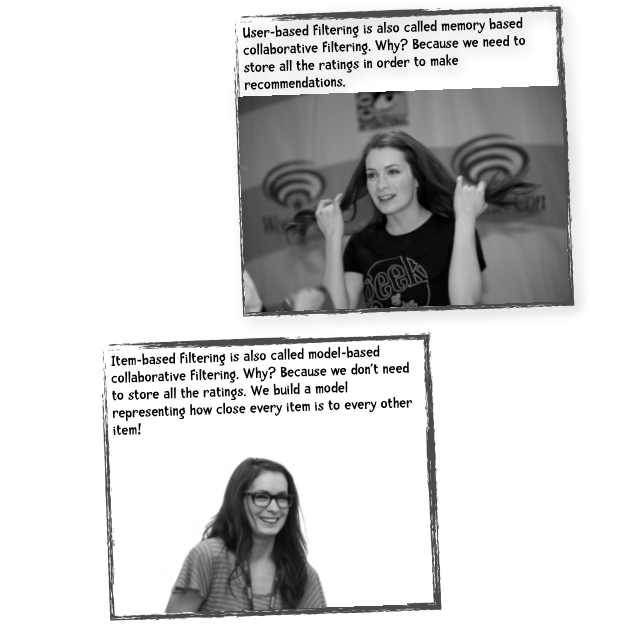 User-based filtering is also called memory based
collaborative filtering. Why? Because we need to
store all the ratings in order to make
recommendations.
geek
Item-based filtering is also called model-based
collaborative filtering. Why? Because we don't need
to store all the ratings. We build a model
representing how close every item is to every other
item!